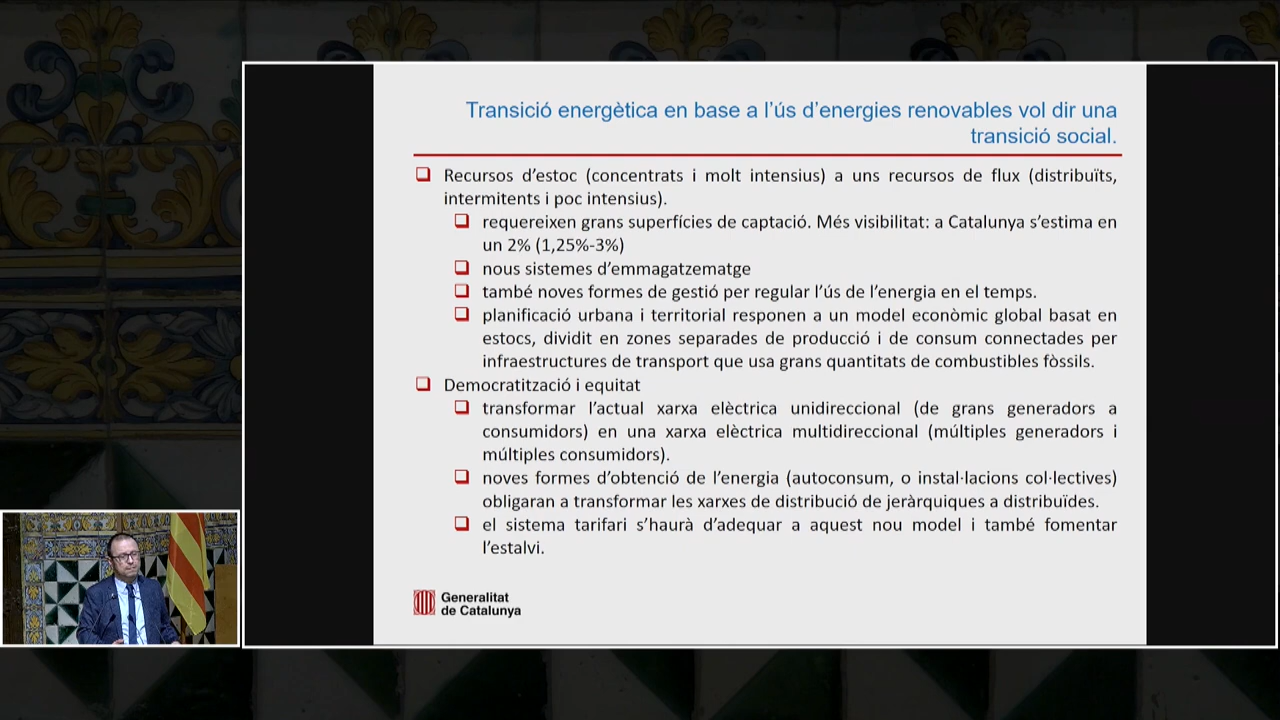 Transició energètica en base a l'ús d'energies renovables vol dir una
transició social.
Recursos d'estoc (concentrats i molt intensius) a uns recursos de flux (distribuïts,
intermitents i poc intensius).
requereixen grans superfícies de captació. Més visibilitat: a Catalunya s'estima en
un 2% (1,25%-3%)
nous sistemes d'emmagatzematge
també noves formes de gestió per regular l'ús de l'energia en el temps.
planificació urbana i territorial responen a un model econòmic global basat en
estocs, dividit en zones separades de producció i de consum connectades per
infraestructures de transport que usa grans quantitats de combustibles fòssils.
Democratització i equitat
transformar l'actual xarxa elèctrica unidireccional (de grans generadors a
consumidors) en una xarxa elèctrica multidireccional (múltiples generadors i
múltiples consumidors).
noves formes d'obtenció de l'energia (autoconsum, o instal·lacions col·lectives)
obligaran a transformar les xarxes de distribució de jeràrquiques a distribuïdes.
el sistema tarifari s'haurà d'adequar a aquest nou model i també fomentar
l'estalvi.
Generalitat
de Catalunya